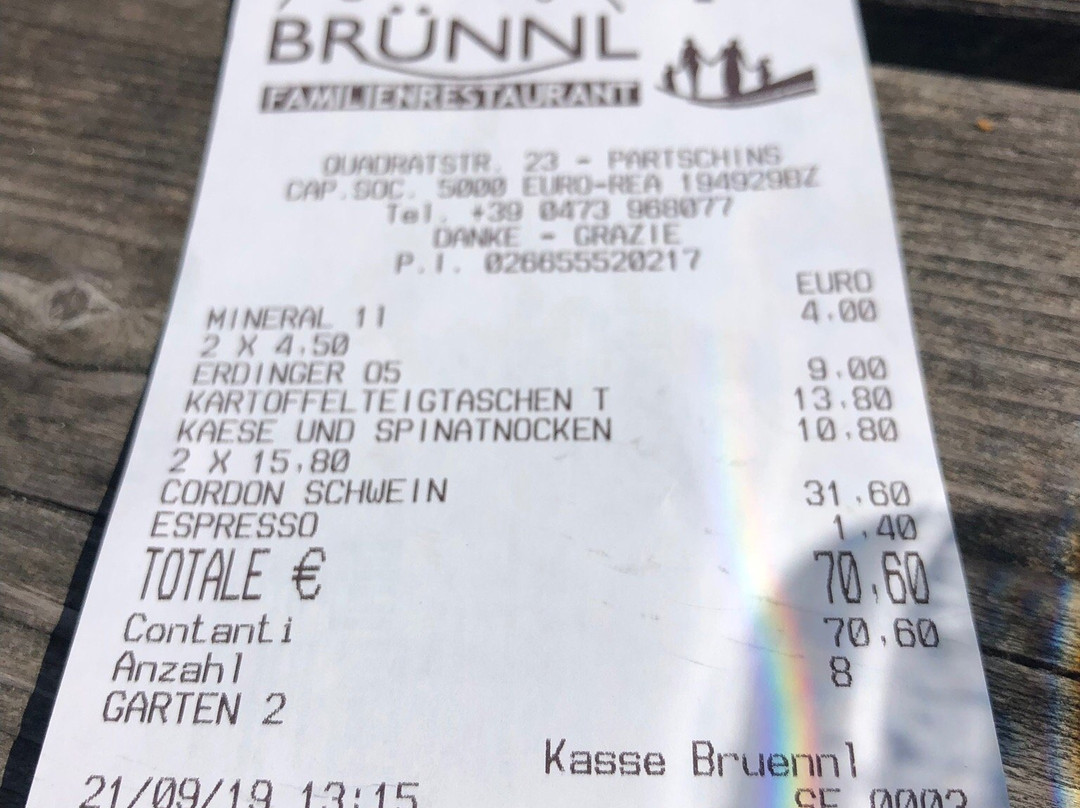 BRÜNNL
FAMILIENRESTAURANT
QUADRATSTR. 23 - PARTSCHINS
CAP.SOC. 5000 EURO-REA 194929BZ
Tel. +39 0473 968077
DANKE - GRAZIE
P.I. 026655520217
EURO
MINERAL 1l 4.00
2 X 4,50
ERDINGER 05 9.00
KARTOFFELTEIGTASCHEN T 13.80
KAESE UND SPINATNOCKEN 10,80
2 X 15,80
CORDON SCHWEIN 31,60
ESPRESSO 1,40
TOTALE € 70,60
Contanti 70,60
Anzahl 8
GARTEN 2
Kasse Bruennl
21/09/19 13:15 SF 0002